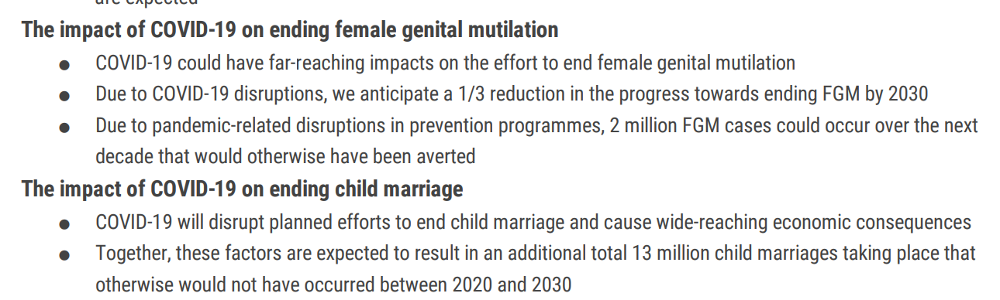 are expected
The impact of COVID-19 on ending female genital mutilation
● COVID-19 could have far-reaching impacts on the effort to end female genital mutilation
● Due to COVID-19 disruptions, we anticipate a 1/3 reduction in the progress towards ending FGM by 2030
● Due to pandemic-related disruptions in prevention programmes, 2 million FGM cases could occur over the next
decade that would otherwise have been averted
The impact of COVID-19 on ending child marriage
● COVID-19 will disrupt planned efforts to end child marriage and cause wide-reaching economic consequences
● Together, these factors are expected to result in an additional total 13 million child marriages taking place that
otherwise would not have occurred between 2020 and 2030